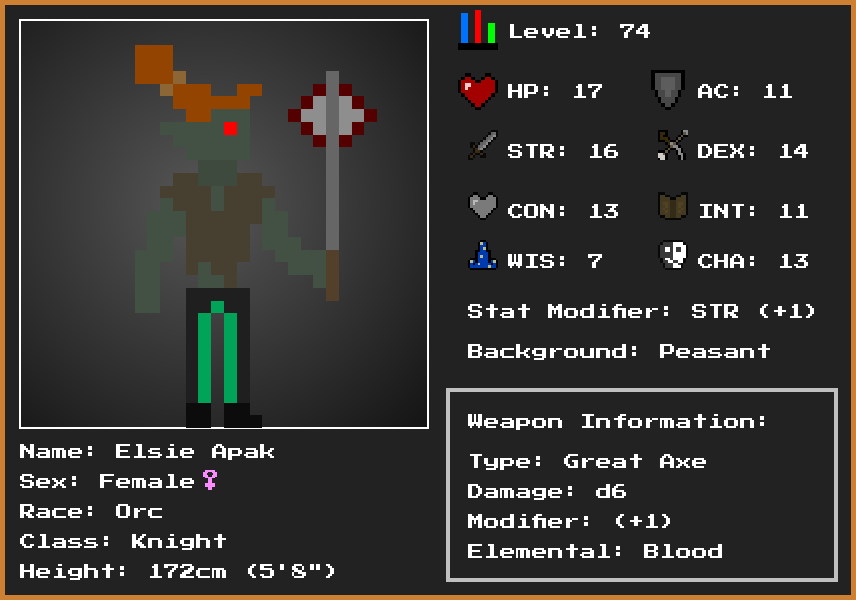 Level: 74
HP: 17 AC: 11
STR: 16 DEX: 14
CON: 13 INT: 11
WIS: 7 CHA: 13
Stat Modifier: STR (+1)
Background: Peasant
Weapon Information:
Type: Great Axe
Damage: d6
Modifier: (+1)
Elemental: Blood
Name: Elsie Apak
Sex: Female♀
Race: Orc
Class: Knight
Height: 172cm (5'8")